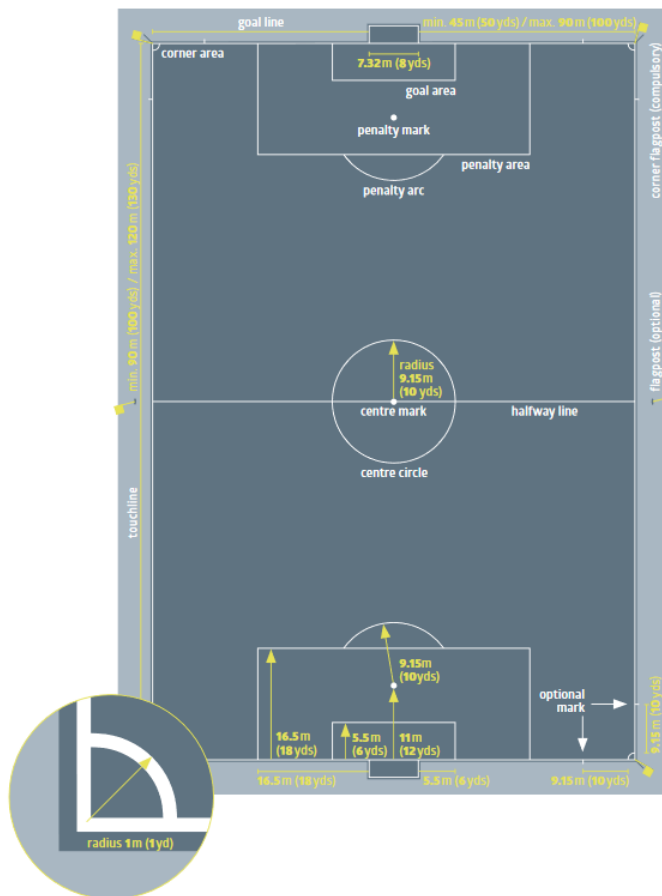 goal line
min. 45 m (50 yds) / max. 90 m (100 yds)
corner area
7.32 m (8 yds)
goal area
penalty mark
penalty area
penalty arc
corner flagpost (compulsory)
min. 90 m (100 yds) / max. 120 m (130 yds)
flagpost (optional)
radius
9.15 m
(10 yds)
centre mark
halfway line
centre circle
touchline
9.15 m
(10 yds)
optional
mark
9.15 m (10 yds)
16.5 m
(18 yds)
5.5 m
(6 yds)
11 m
(12 yds)
16.5 m (18 yds)
5.5 m (6 yds)
9.15 m (10 yds)
radius 1 m (1 yd)